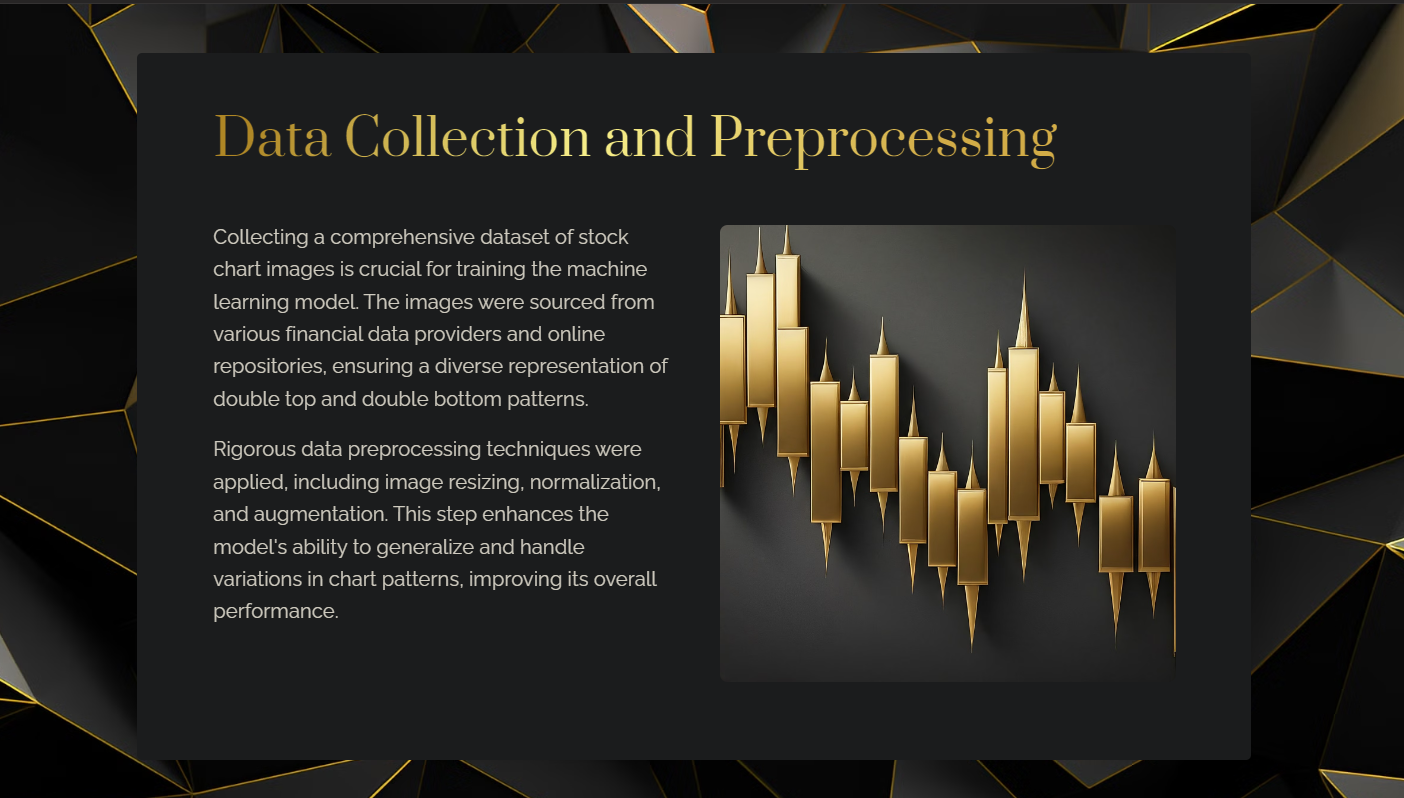 Data Collection and Preprocessing
Collecting a comprehensive dataset of stock
chart images is crucial for training the machine
learning model. The images were sourced from
various financial data providers and online
repositories, ensuring a diverse representation of
double top and double bottom patterns.
Rigorous data preprocessing techniques were
applied, including image resizing, normalization,
and augmentation. This step enhances the
model's ability to generalize and handle
variations in chart patterns, improving its overall
performance.